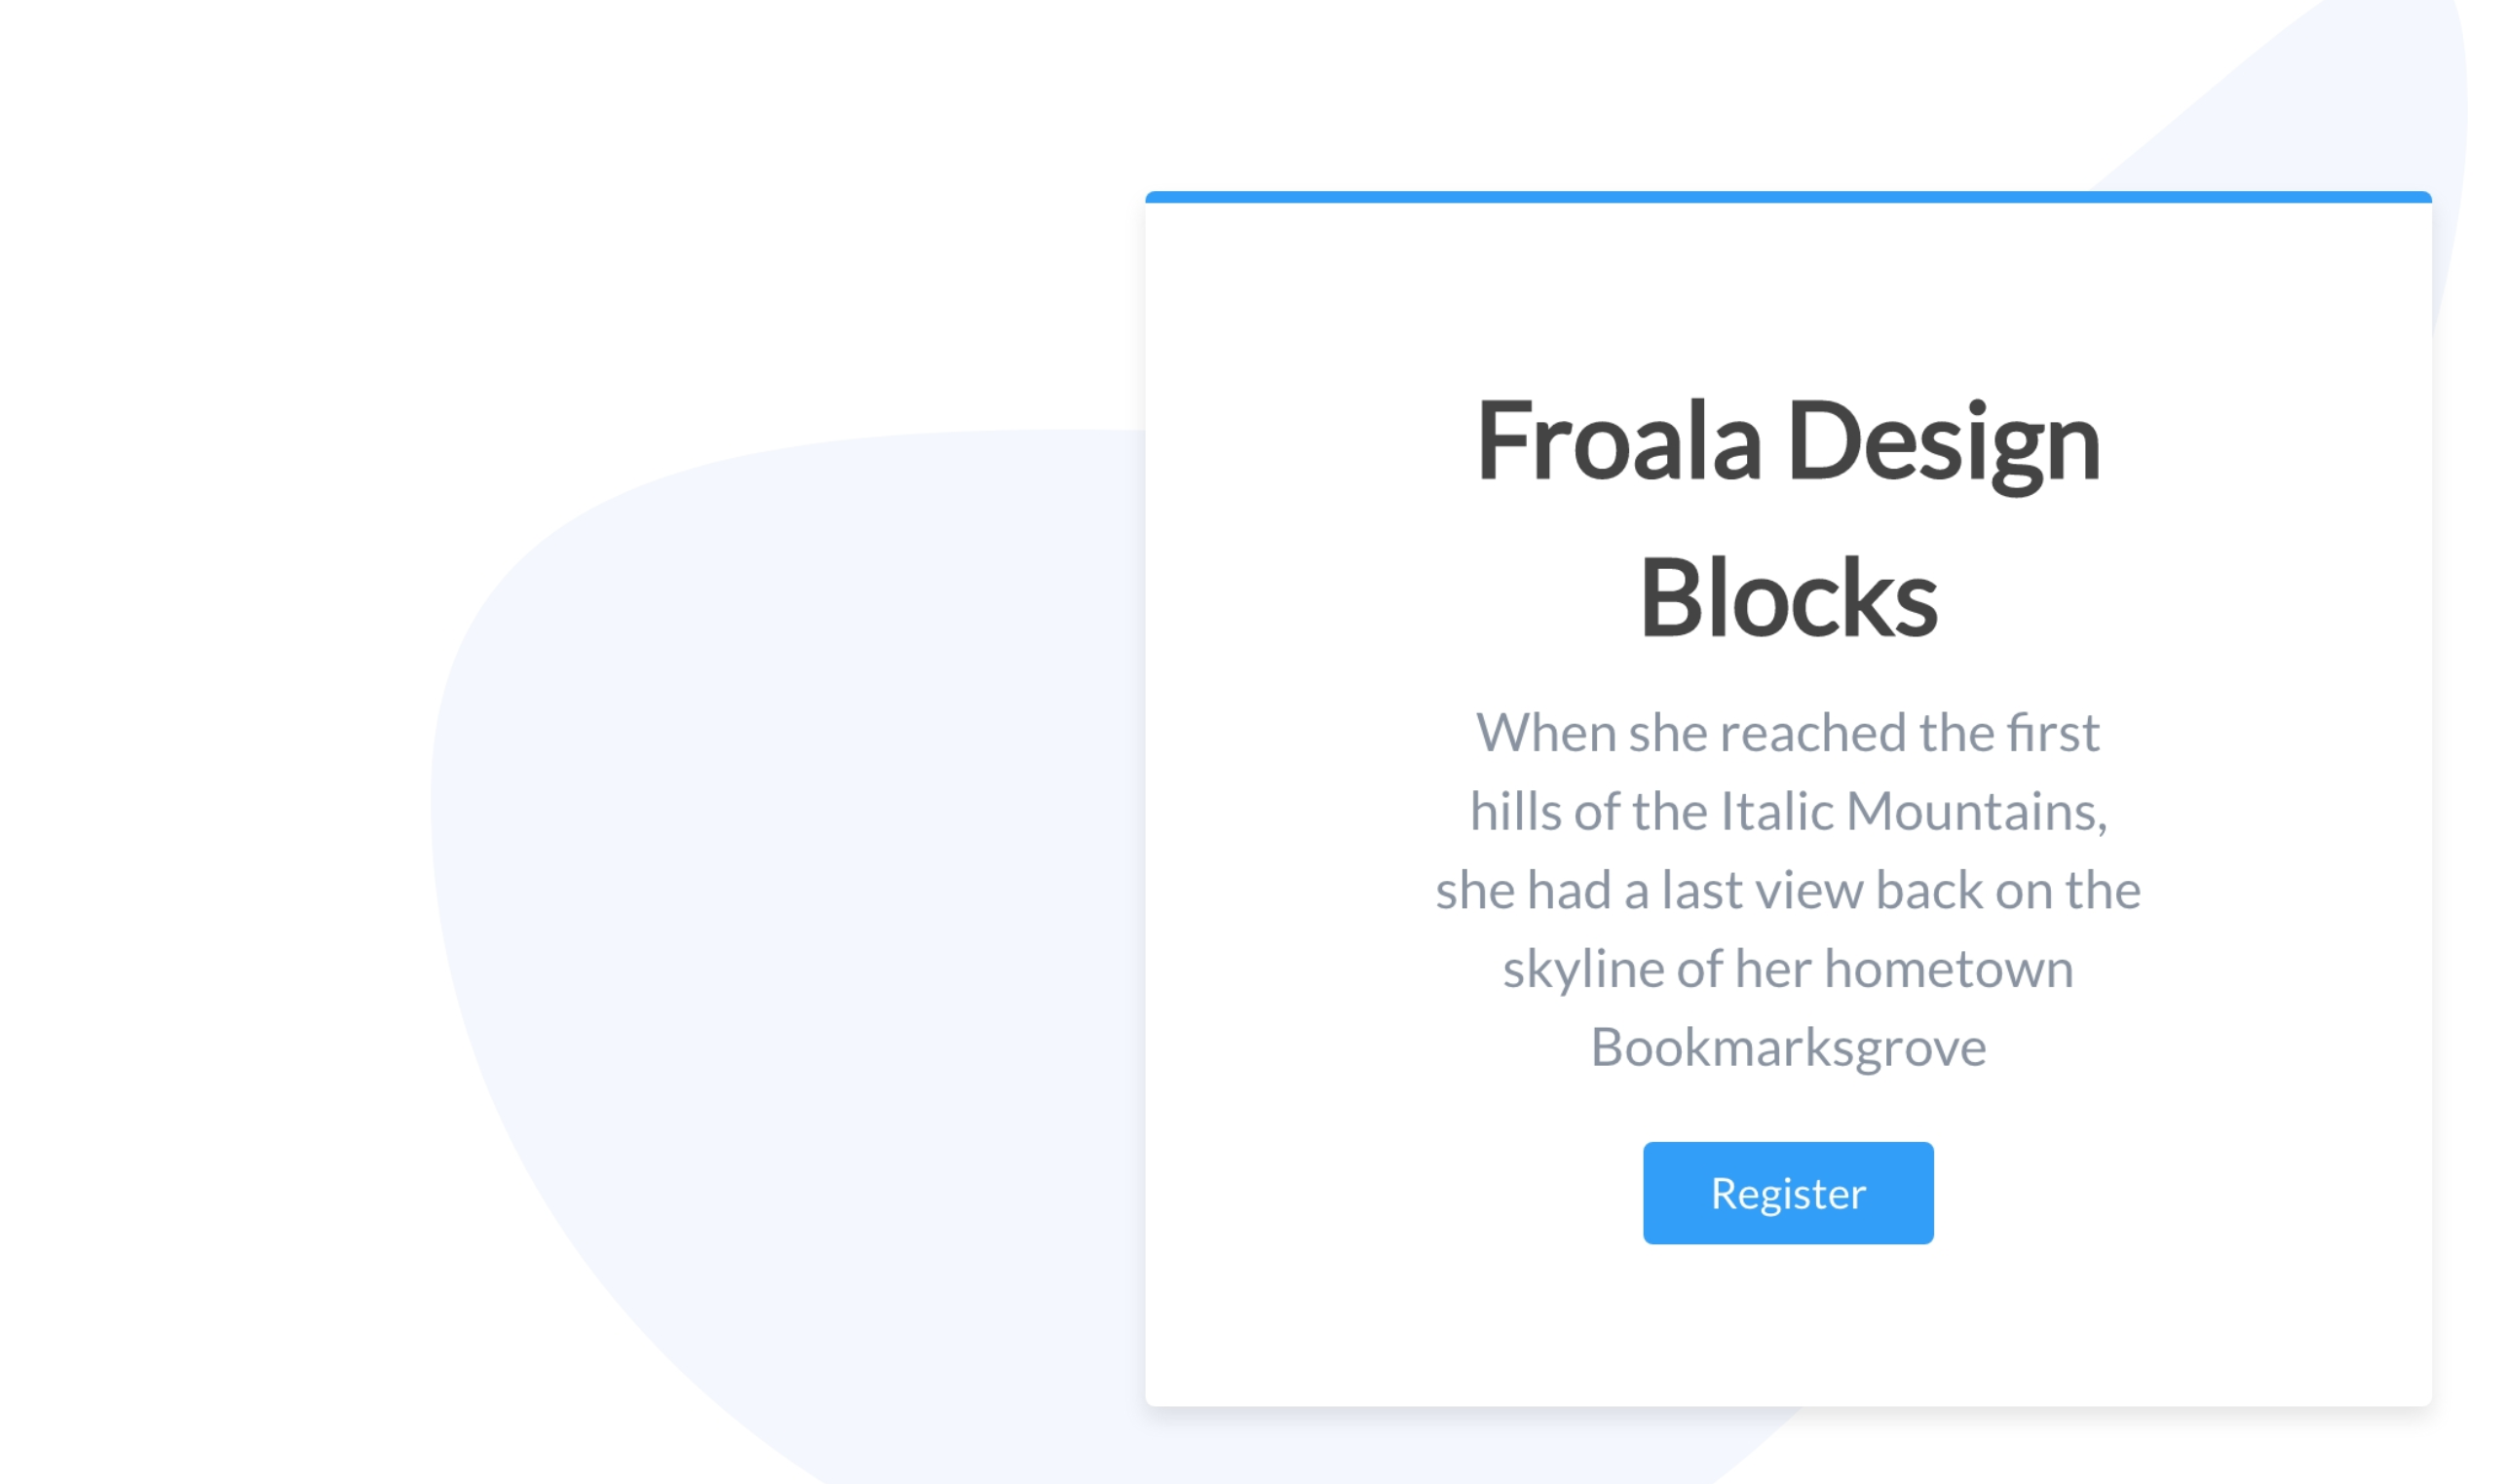 Froala Design
Blocks
When she reached the first
hills of the Italic Mountains,
she had a last view back on the
skyline of her hometown
Bookmarksgrove
Register